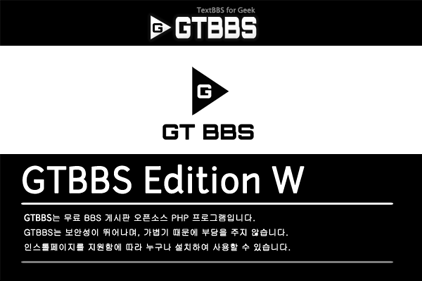 TextBBS for Geek
G GTBBS
G
GT BBS
GTBBS Edition W
GTBBS는 무료 BBS 게시판 오픈소스 PHP 프로그램입니다.
GTBBS는 보안성이 뛰어나며, 가볍기 때문에 부담을 주지 않습니다.
인스톨페이지를 지원함에 따라 누구나 설치하여 사용할 수 있습니다.